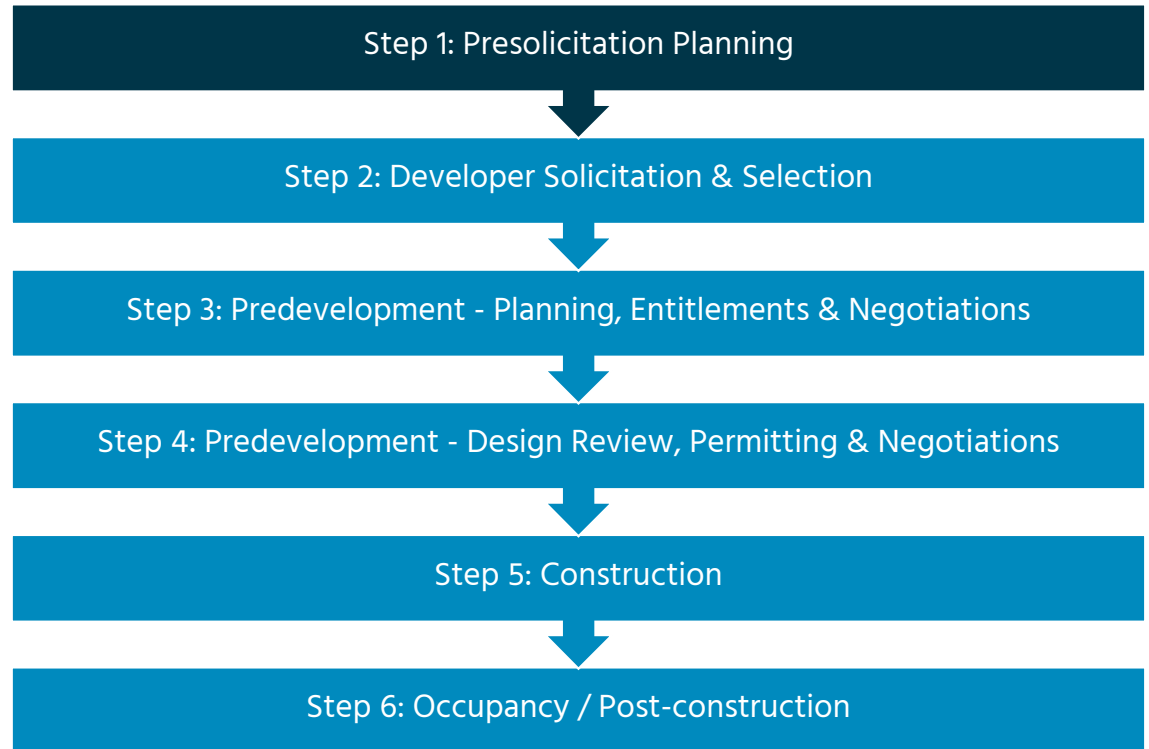 Step 1: Presolicitation Planning
Step 2: Developer Solicitation & Selection
Step 3: Predevelopment - Planning, Entitlements & Negotiations
Step 4: Predevelopment - Design Review, Permitting & Negotiations
Step 5: Construction
Step 6: Occupancy / Post-construction